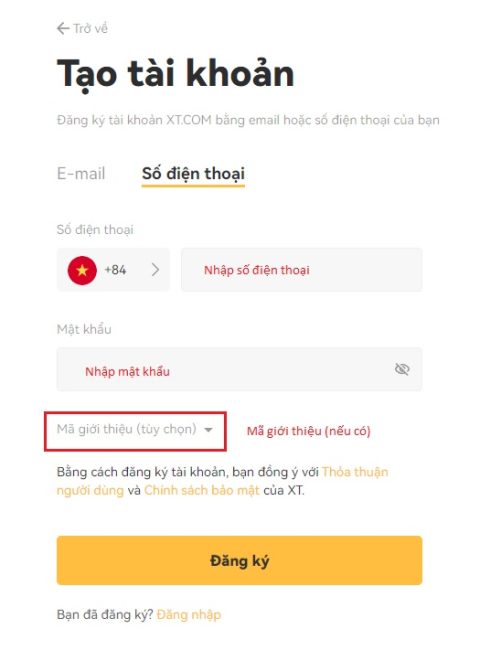 Trở về
Tạo tài khoản
Đăng ký tài khoản XT.COM bằng email hoặc số điện thoại của bạn
E-mail Số điện thoại
Số điện thoại
+84 Nhập số điện thoại
Mật khẩu
Nhập mật khẩu
Mã giới thiệu (tùy chọn) Mã giới thiệu (nếu có)
Bằng cách đăng ký tài khoản, bạn đồng ý với Thỏa thuận
người dùng và Chính sách bảo mật của XT.
Đăng ký
Bạn đã đăng ký? Đăng nhập